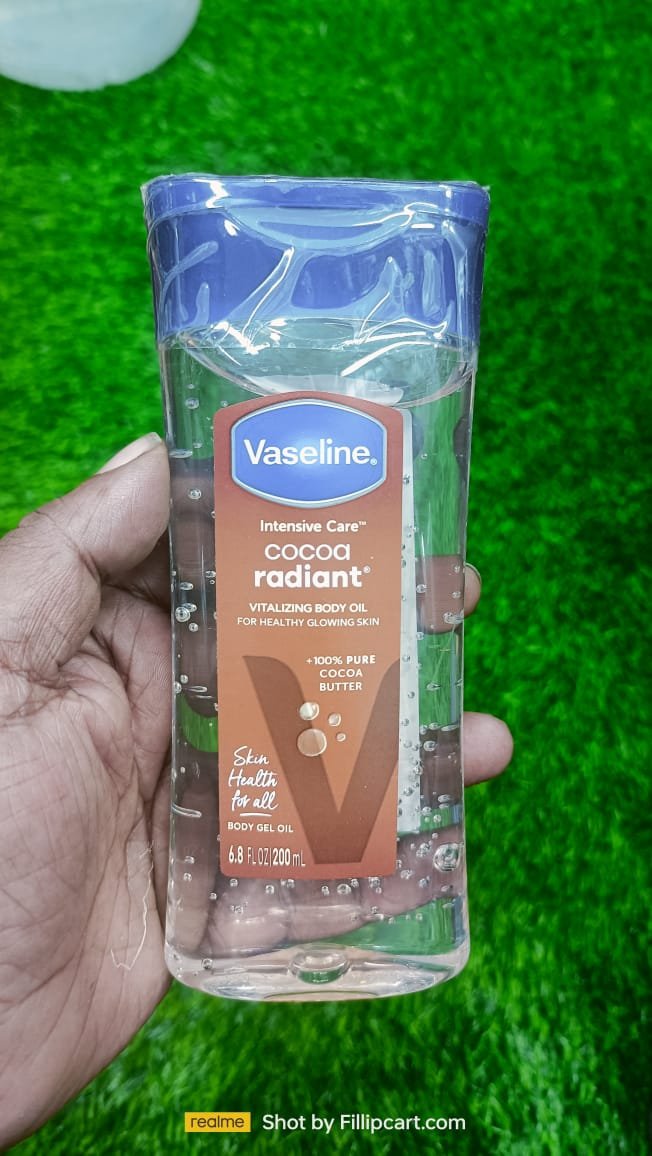 Vaseline®
Intensive Care™
cocoa
radiant®
VITALIZING BODY OIL
FOR HEALTHY GLOWING SKIN
+100% PURE
COCOA
BUTTER
Skin
Health
for all
BODY GEL OIL
6.8 FL OZ|200 mL
realme Shot by Fillipcart.com